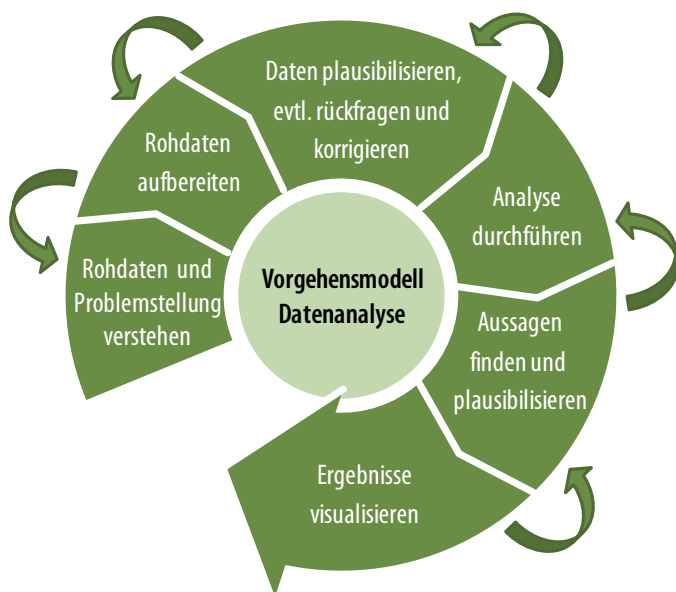 Rohdaten und
Problemstellung
verstehen
Rohdaten
aufbereiten
Daten plausibilisieren,
evtl. rückfragen und
korrigieren
Analyse
durchführen
Aussagen
finden und
plausibilisieren
Ergebnisse
visualisieren
Vorgehensmodell
Datenanalyse